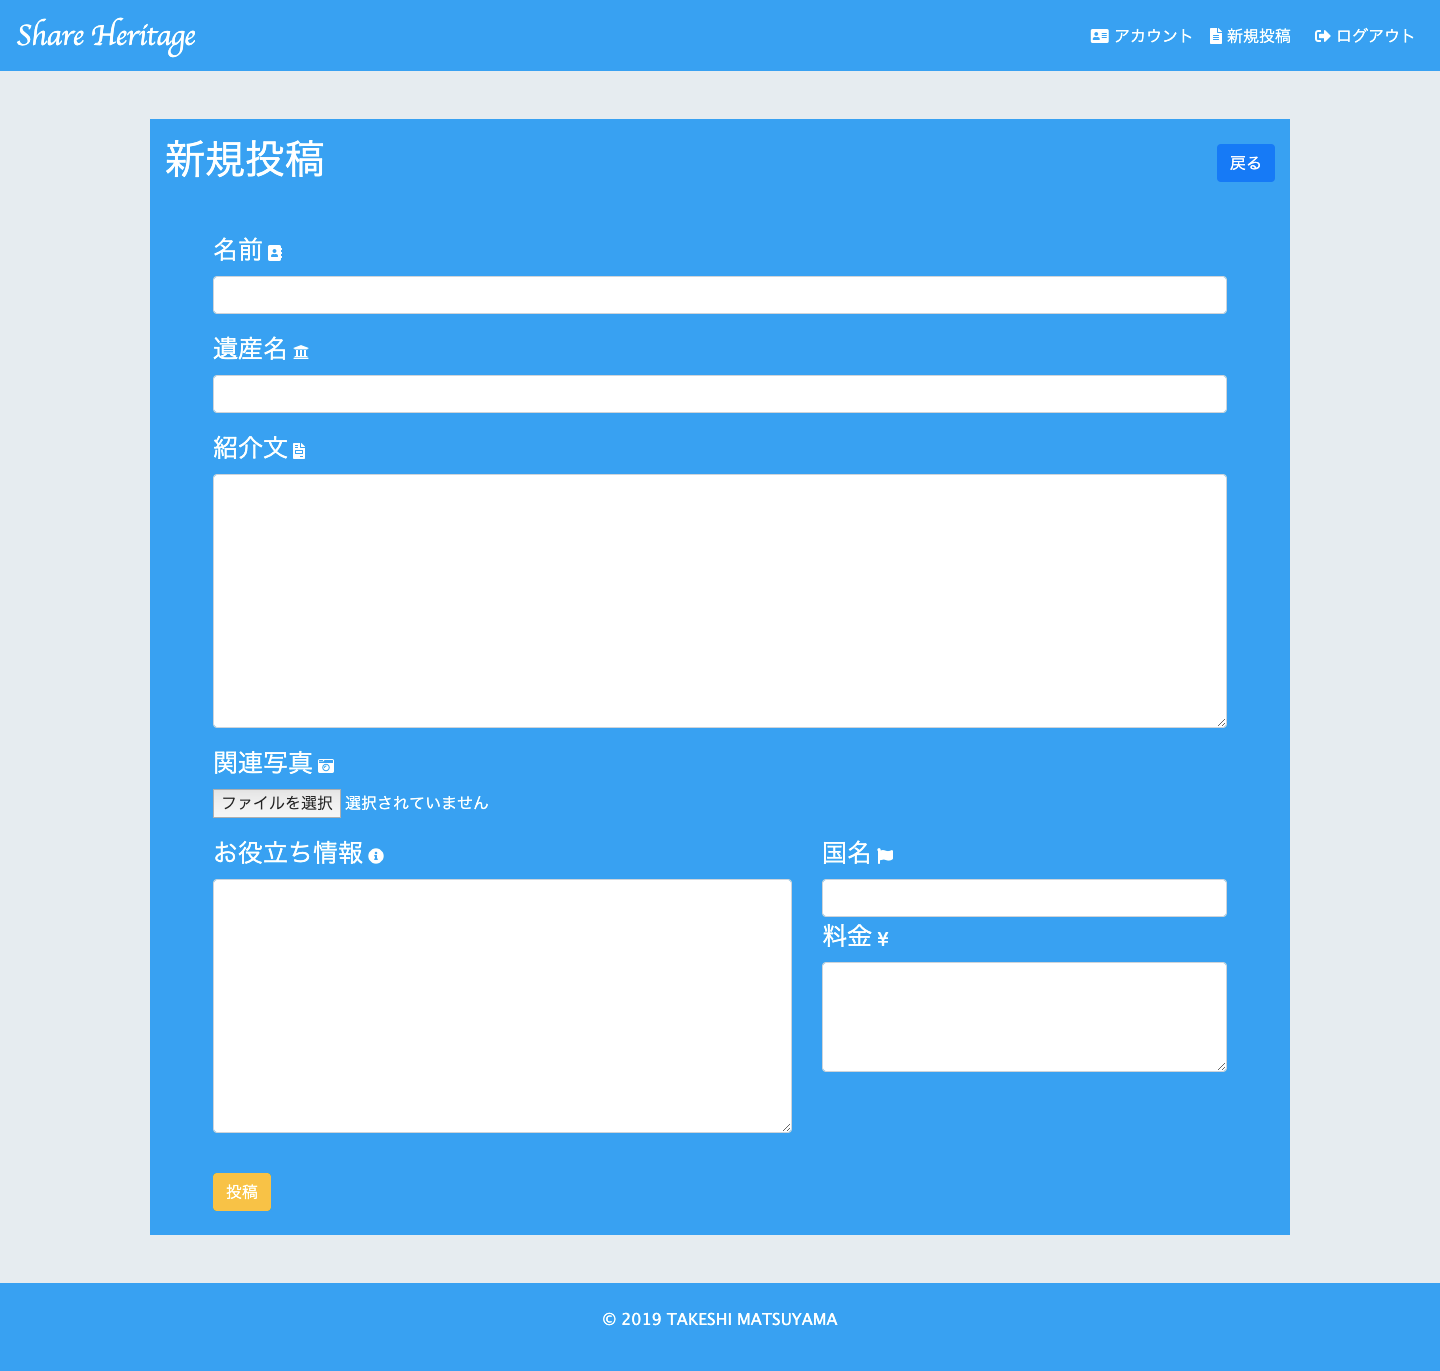 Share Heritage
アカウント 新規投稿 ログアウト
新規投稿
戻る
名前
遺産名
紹介文
関連写真
ファイルを選択 選択されていません
お役立ち情報
国名
料金 ¥
投稿
© 2019 TAKESHI MATSUYAMA